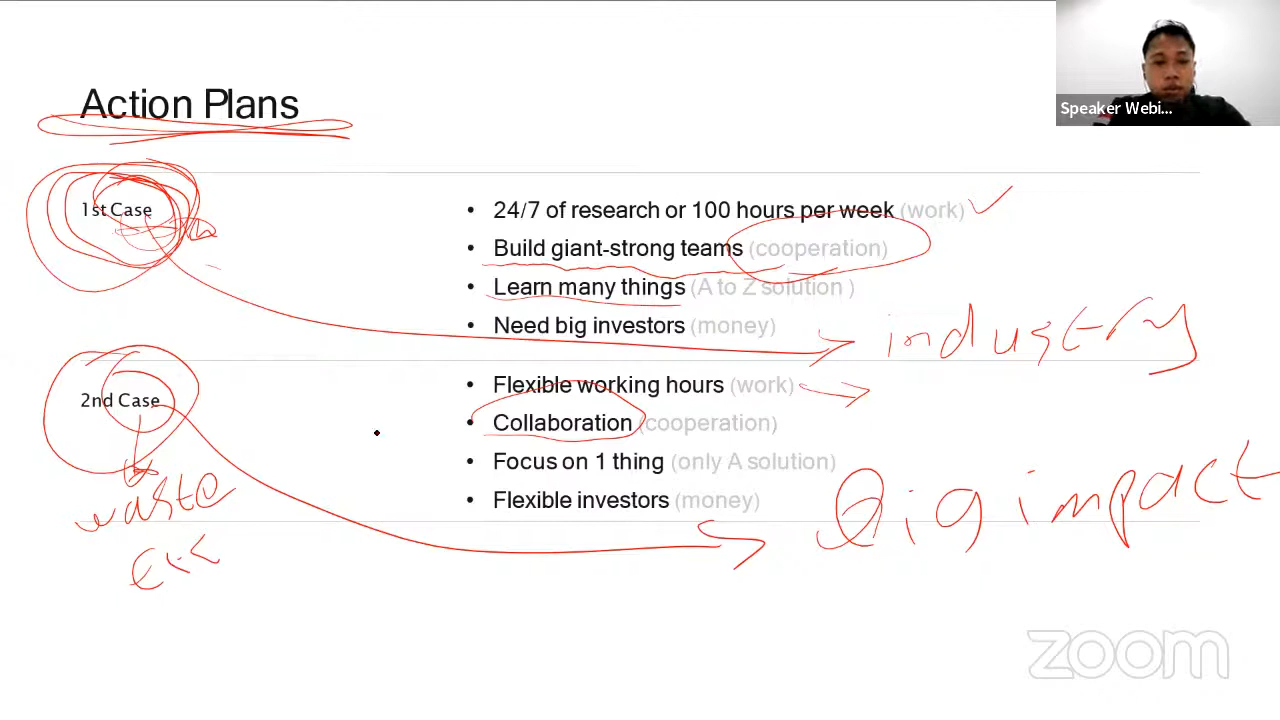 Action Plans
Speaker Webi...
1st Case
• 24/7 of research or 100 hours per week (work)
• Build giant-strong teams (cooperation)
• Learn many things (A to Z solution )
• Need big investors (money)
industry
2nd Case
• Flexible working hours (work)
• Collaboration (cooperation)
• Focus on 1 thing (only A solution)
• Flexible investors (money)
big impact
waste
zoom